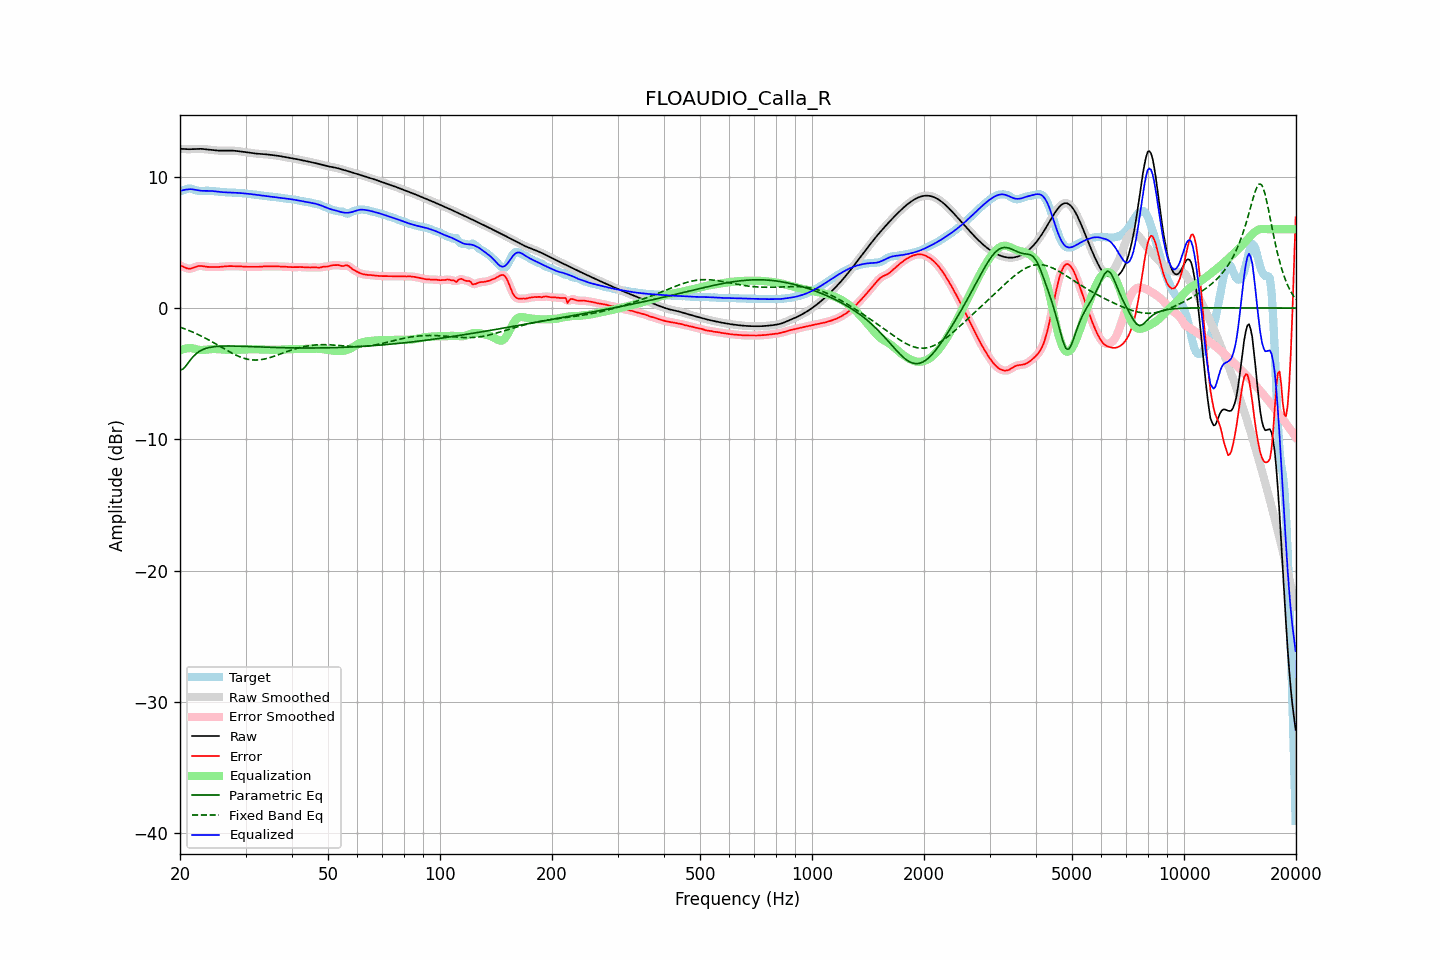 FLOAUDIO_Calla_R
Amplitude (dBr)
10
0
−10
−20
−30
−40
Target
Raw Smoothed
Error Smoothed
Raw
Error
Equalization
Parametric Eq
Fixed Band Eq
Equalized
20
50
100
200
500
1000
2000
5000
10000
20000
Frequency (Hz)